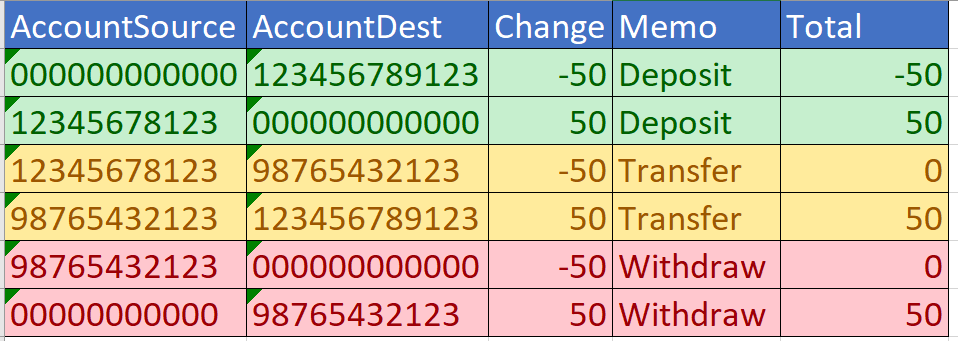 AccountSource AccountDest Change Memo Total
000000000000 123456789123 -50 Deposit -50
12345678123 000000000000 50 Deposit 50
12345678123 98765432123 -50 Transfer 0
98765432123 123456789123 50 Transfer 50
98765432123 000000000000 -50 Withdraw 0
00000000000 98765432123 50 Withdraw 50